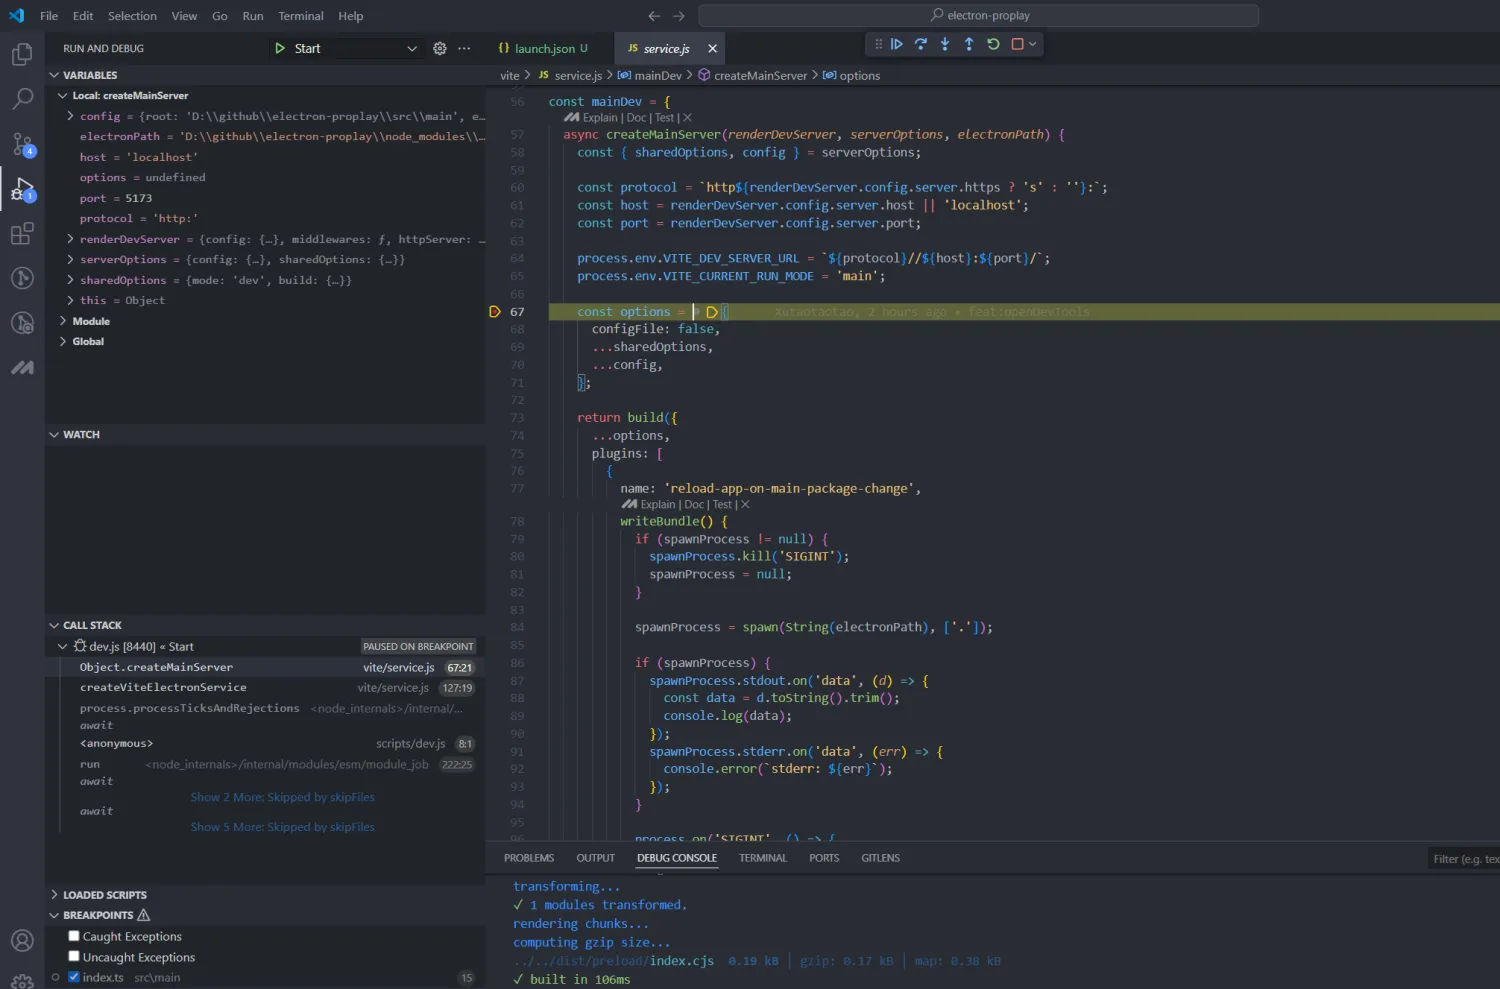 File Edit Selection View Go Run Terminal Help
electron-proplay
RUN AND DEBUG
Start
VARIABLES
Local: createMainServer
config = {root: 'D:\\github\\electron-proplay\\src\\main', e…
electronPath = 'D:\\github\\electron-proplay\\node_modules\\…
host = 'localhost'
options = undefined
port = 5173
protocol = 'http:'
renderDevServer = {config: {…}, middlewares: ƒ, httpServer: …
serverOptions = {config: {…}, sharedOptions: {…}}
sharedOptions = {mode: 'dev', build: {…}}
this = Object
Module
Global
WATCH
CALL STACK
dev.js [8440] « Start PAUSED ON BREAKPOINT
Object.createMainServer vite/service.js 67:21
createViteElectronService vite/service.js 127:19
process.processTicksAndRejections <node_internals>/internal/...
await
<anonymous> scripts/dev.js 8:1
run <node_internals>/internal/modules/esm/module_job 222:25
await
Show 2 More: Skipped by skipFiles
await
Show 5 More: Skipped by skipFiles
LOADED SCRIPTS
BREAKPOINTS
Caught Exceptions
Uncaught Exceptions
index.ts src\main 15
4
1
{} launch.json U
JS service.js
vite > JS service.js > mainDev > createMainServer > options
56 const mainDev = {
Explain | Doc | Test | X
57 async createMainServer(renderDevServer, serverOptions, electronPath) {
58 const { sharedOptions, config } = serverOptions;
59
60 const protocol = `http${renderDevServer.config.server.https ? 's' : ''}:`;
61 const host = renderDevServer.config.server.host || 'localhost';
62 const port = renderDevServer.config.server.port;
63
64 process.env.VITE_DEV_SERVER_URL = `${protocol}//${host}:${port}/`;
65 process.env.VITE_CURRENT_RUN_MODE = 'main';
66
67 const options = { Xutaotaotao, 2 hours ago • feat:openDevTools
68 configFile: false,
69 ...sharedOptions,
70 ...config,
71 };
72
73 return build({
74 ...options,
75 plugins: [
76 {
77 name: 'reload-app-on-main-package-change',
Explain | Doc | Test | X
78 writeBundle() {
79 if (spawnProcess != null) {
80 spawnProcess.kill('SIGINT');
81 spawnProcess = null;
82 }
83
84 spawnProcess = spawn(String(electronPath), ['.']);
85
86 if (spawnProcess) {
87 spawnProcess.stdout.on('data', (d) => {
88 const data = d.toString().trim();
89 console.log(data);
90 });
91 spawnProcess.stderr.on('data', (err) => {
92 console.error(`stderr: ${err}`);
93 });
94 }
95
96 process.on('SIGINT', () => {
PROBLEMS OUTPUT DEBUG CONSOLE TERMINAL PORTS GITLENS
Filter (e.g. tex
transforming...
✓ 1 modules transformed.
rendering chunks...
computing gzip size...
../../dist/preload/index.cjs 0.19 kB │ gzip: 0.17 kB │ map: 0.38 kB
✓ built in 106ms